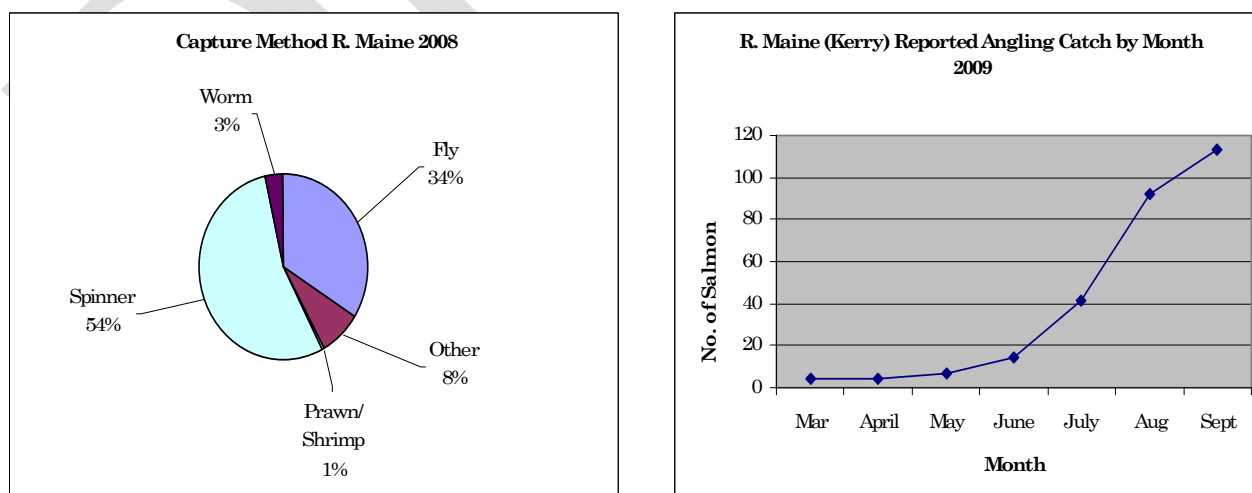 Capture Method R. Maine 2008
Worm
3%
Fly
34%
Spinner
54%
Other
8%
Prawn/
Shrimp
1%
R. Maine (Kerry) Reported Angling Catch by Month
2009
120
100
80
60
40
20
0
No. of Salmon
Mar April May June July Aug Sept
Month